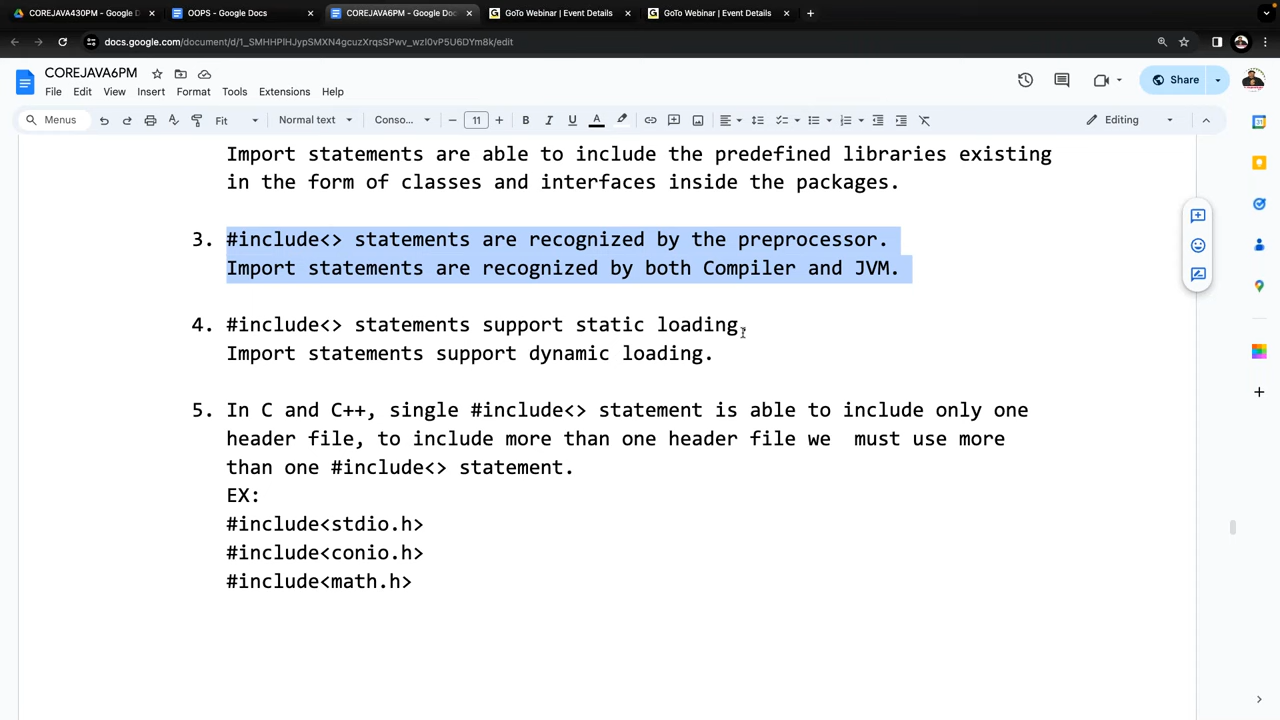 COREJAVA430PM - Google D
OOPS - Google Docs
COREJAVA6PM - Google Doc
GoTo Webinar | Event Details
GoTo Webinar | Event Details
docs.google.com/document/d/1_SMHHPIHJypSMXN4gcuzXrqsSPwv_wzI0vP5U6DYm8k/edit
COREJAVA6PM
File Edit View Insert Format Tools Extensions Help
Share
Menus
Fit
Normal text
Conso...
11
Editing
Import statements are able to include the predefined libraries existing
in the form of classes and interfaces inside the packages.
3. #include<> statements are recognized by the preprocessor.
Import statements are recognized by both Compiler and JVM.
4. #include<> statements support static loading.
Import statements support dynamic loading.
5. In C and C++, single #include<> statement is able to include only one
header file, to include more than one header file we  must use more
than one #include<> statement.
EX:
#include<stdio.h>
#include<conio.h>
#include<math.h>